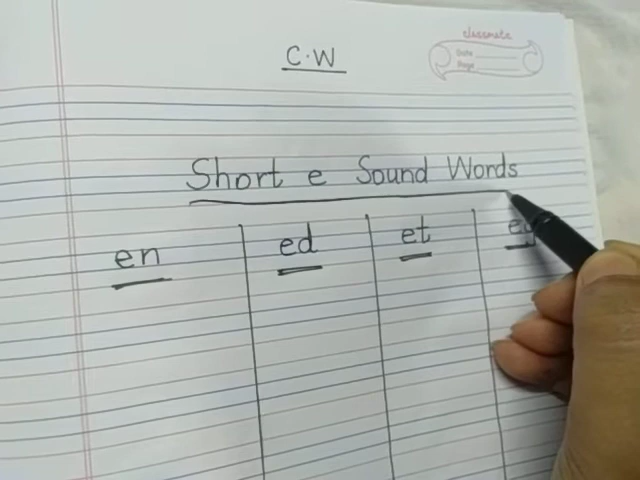 classmate
Date
Page
C.W
Short e Sound Words
en ed et